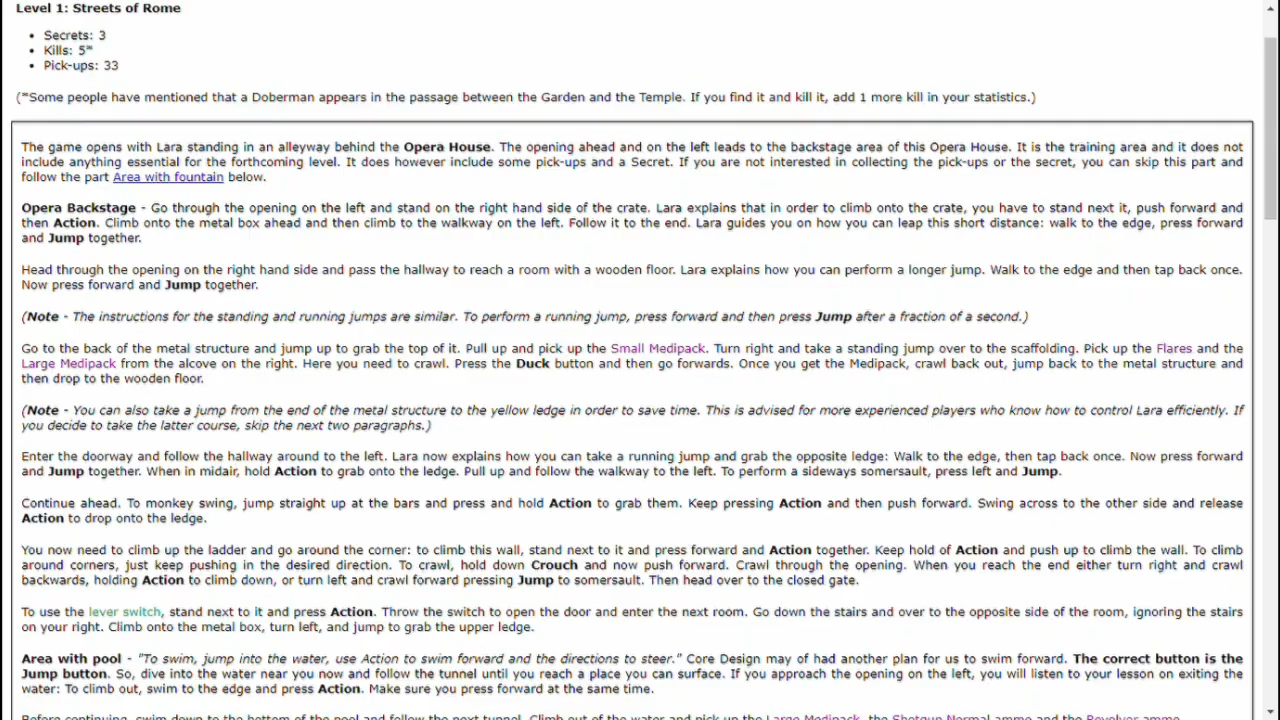 Level 1: Streets of Rome
• Secrets: 3
• Kills: 5*
• Pick-ups: 33
(*Some people have mentioned that a Doberman appears in the passage between the Garden and the Temple. If you find it and kill it, add 1 more kill in your statistics.)
The game opens with Lara standing in an alleyway behind the Opera House. The opening ahead and on the left leads to the backstage area of this Opera House. It is the training area and it does not
include anything essential for the forthcoming level. It does however include some pick-ups and a Secret. If you are not interested in collecting the pick-ups or the secret, you can skip this part and
follow the part Area with fountain below.
Opera Backstage - Go through the opening on the left and stand on the right hand side of the crate. Lara explains that in order to climb onto the crate, you have to stand next it, push forward and
then Action. Climb onto the metal box ahead and then climb to the walkway on the left. Follow it to the end. Lara guides you on how you can leap this short distance: walk to the edge, press forward
and Jump together.
Head through the opening on the right hand side and pass the hallway to reach a room with a wooden floor. Lara explains how you can perform a longer jump. Walk to the edge and then tap back once.
Now press forward and Jump together.
(Note - The instructions for the standing and running jumps are similar. To perform a running jump, press forward and then press Jump after a fraction of a second.)
Go to the back of the metal structure and jump up to grab the top of it. Pull up and pick up the Small Medipack. Turn right and take a standing jump over to the scaffolding. Pick up the Flares and the
Large Medipack from the alcove on the right. Here you need to crawl. Press the Duck button and then go forwards. Once you get the Medipack, crawl back out, jump back to the metal structure and
then drop to the wooden floor.
(Note - You can also take a jump from the end of the metal structure to the yellow ledge in order to save time. This is advised for more experienced players who know how to control Lara efficiently. If
you decide to take the latter course, skip the next two paragraphs.)
Enter the doorway and follow the hallway around to the left. Lara now explains how you can take a running jump and grab the opposite ledge: Walk to the edge, then tap back once. Now press forward
and Jump together. When in midair, hold Action to grab onto the ledge. Pull up and follow the walkway to the left. To perform a sideways somersault, press left and Jump.
Continue ahead. To monkey swing, jump straight up at the bars and press and hold Action to grab them. Keep pressing Action and then push forward. Swing across to the other side and release
Action to drop onto the ledge.
You now need to climb up the ladder and go around the corner: to climb this wall, stand next to it and press forward and Action together. Keep hold of Action and push up to climb the wall. To climb
around corners, just keep pushing in the desired direction. To crawl, hold down Crouch and now push forward. Crawl through the opening. When you reach the end either turn right and crawl
backwards, holding Action to climb down, or turn left and crawl forward pressing Jump to somersault. Then head over to the closed gate.
To use the lever switch, stand next to it and press Action. Throw the switch to open the door and enter the next room. Go down the stairs and over to the opposite side of the room, ignoring the stairs
on your right. Climb onto the metal box, turn left, and jump to grab the upper ledge.
Area with pool - "To swim, jump into the water, use Action to swim forward and the directions to steer." Core Design may of had another plan for us to swim forward. The correct button is the
Jump button. So, dive into the water near you now and follow the tunnel until you reach a place you can surface. If you approach the opening on the left, you will listen to your lesson on exiting the
water: To climb out, swim to the edge and press Action. Make sure you press forward at the same time.
Before continuing, swim down to the bottom of the pool and follow the next tunnel. Climb out of the water and pick up the Large Medipack, the Shotgun Normal ammo and the Revolver ammo